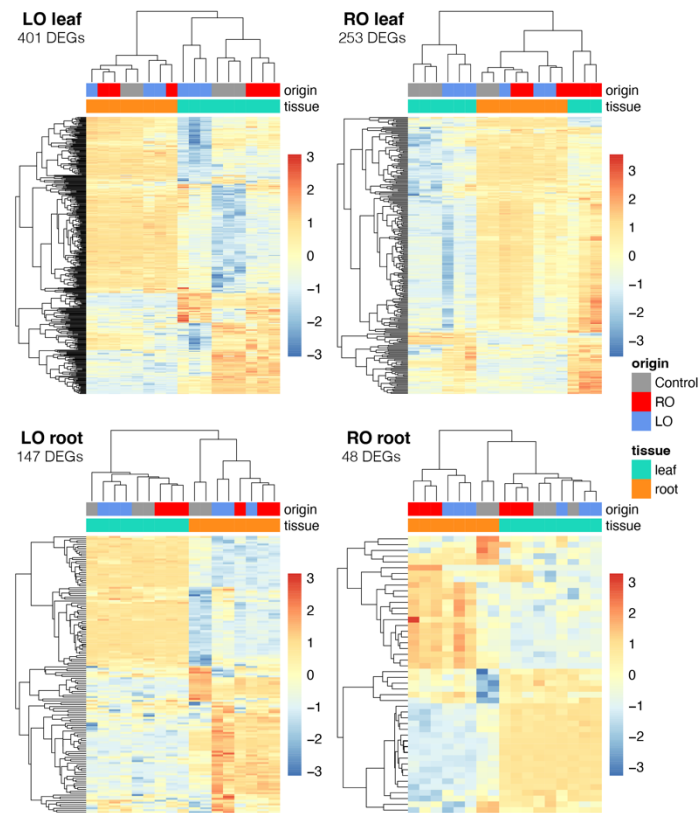 LO leaf
401 DEGs
origin
tissue
3
2
1
0
−1
−2
−3
RO leaf
253 DEGs
origin
tissue
3
2
1
0
−1
−2
−3
origin
Control
RO
LO
tissue
leaf
root
LO root
147 DEGs
origin
tissue
3
2
1
0
−1
−2
−3
RO root
48 DEGs
origin
tissue
3
2
1
0
−1
−2
−3